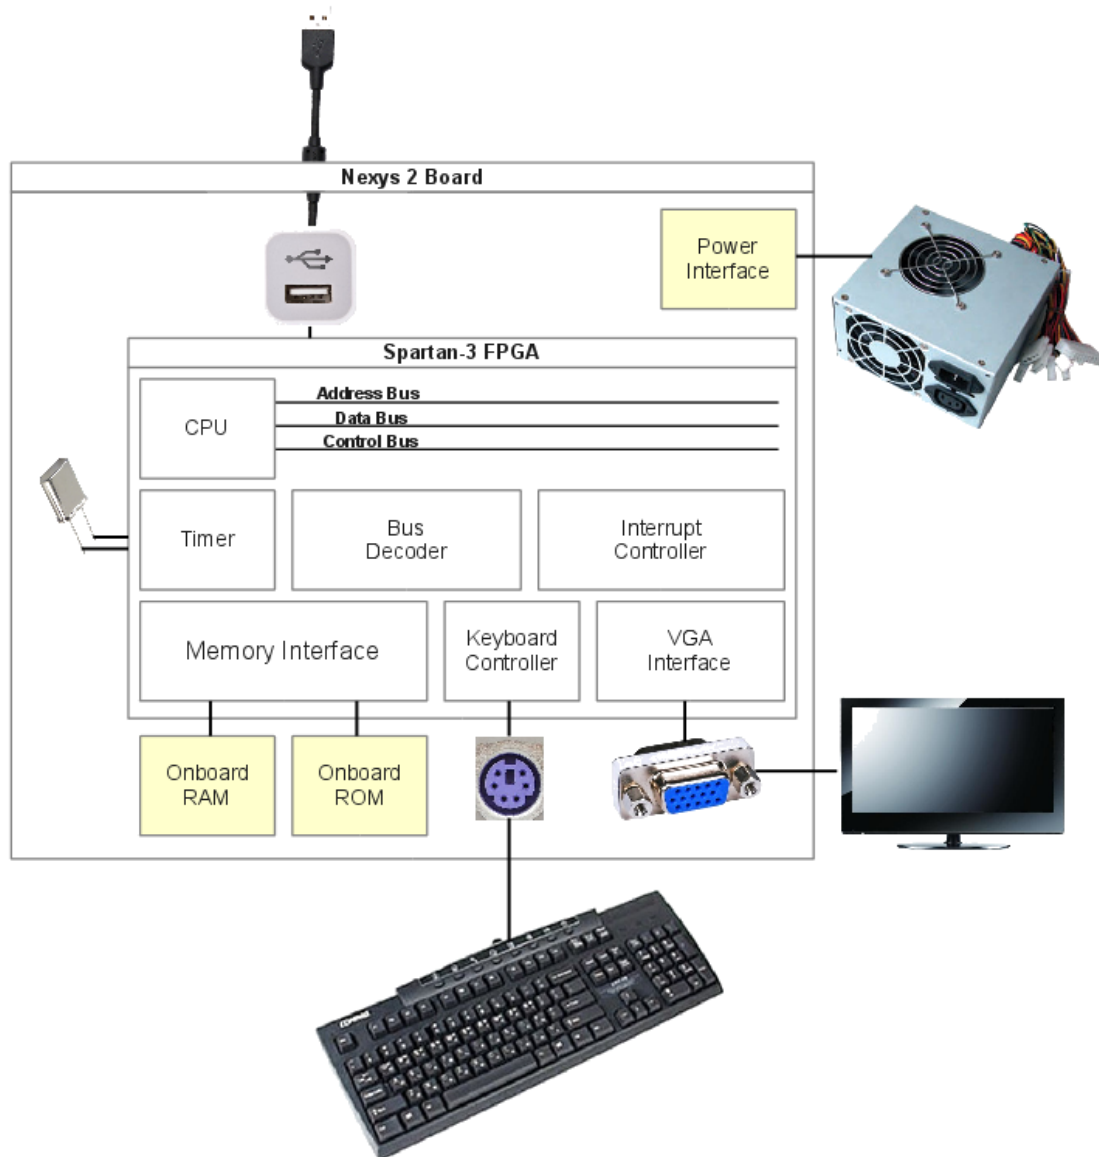 Nexys 2 Board
Power
Interface
Spartan-3 FPGA
CPU
Address Bus
Data Bus
Control Bus
Timer
Bus
Decoder
Interrupt
Controller
Memory Interface
Keyboard
Controller
VGA
Interface
Onboard
RAM
Onboard
ROM